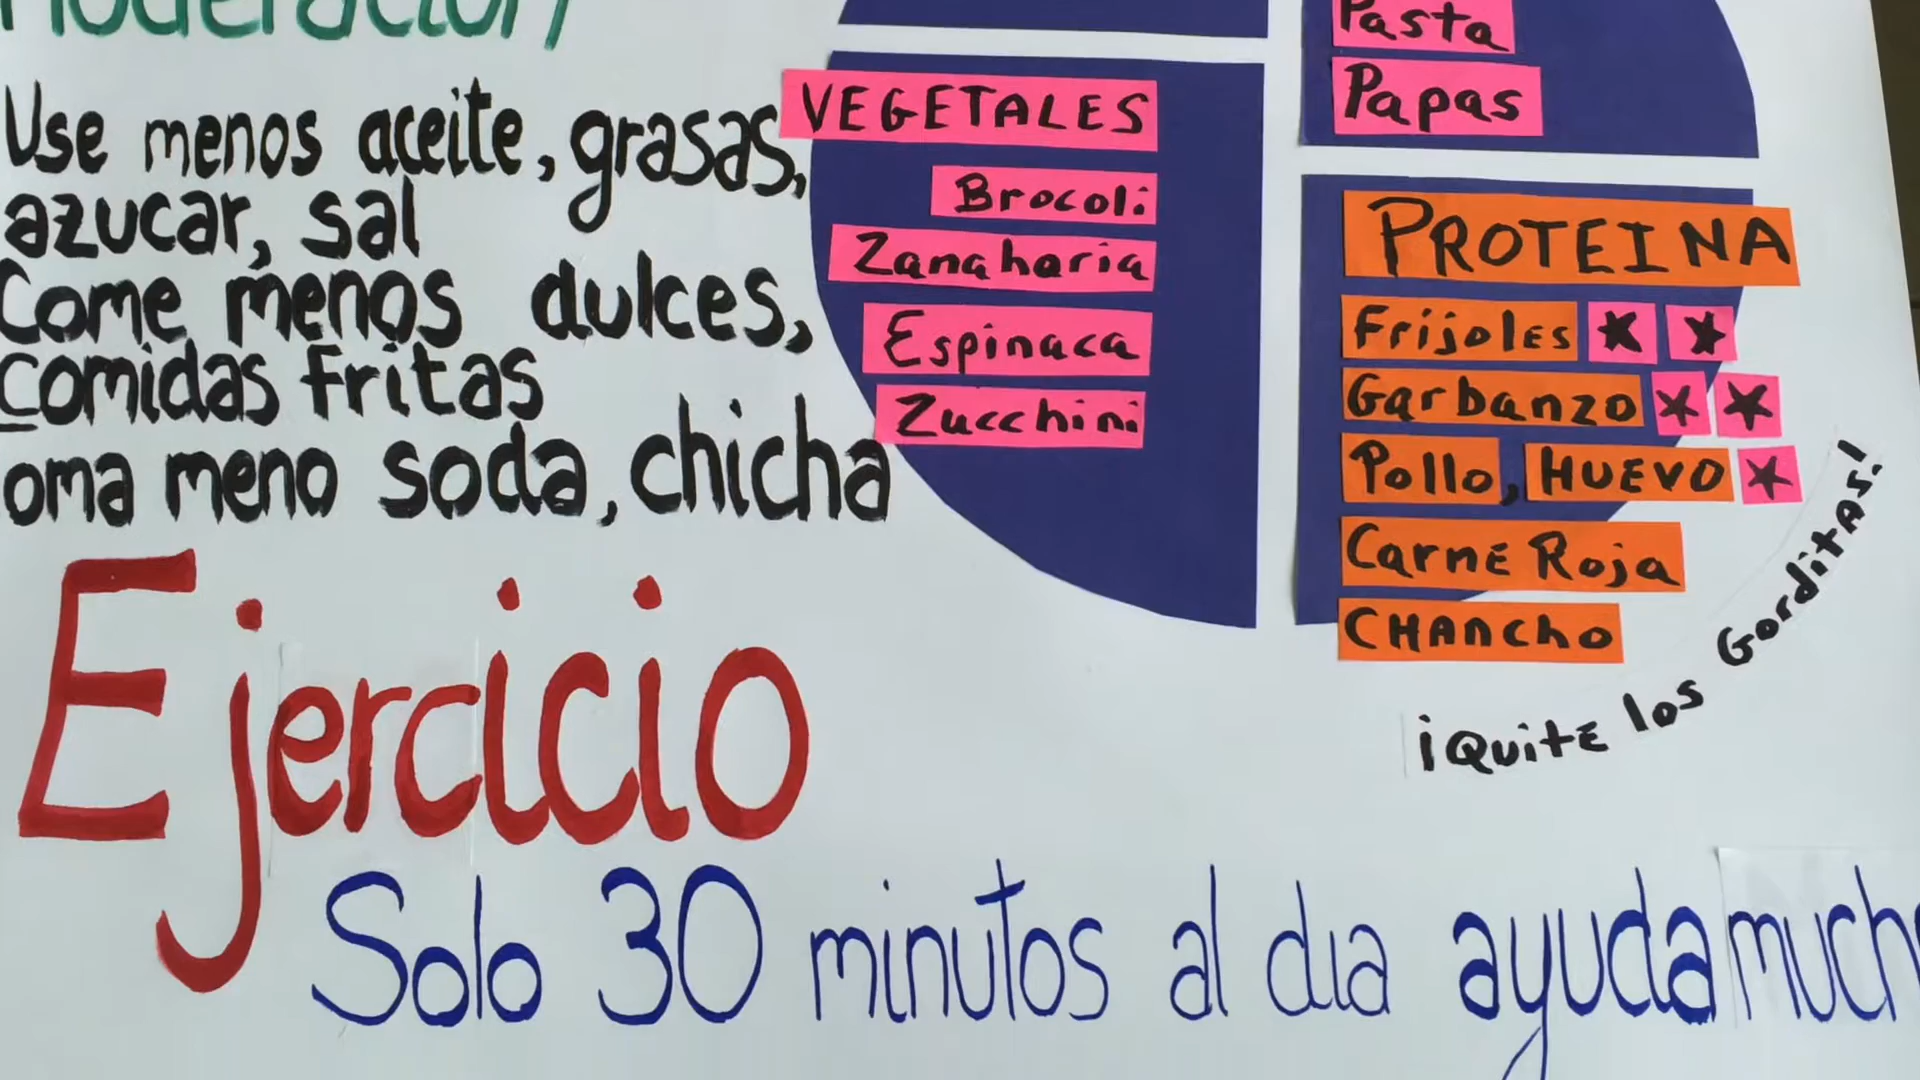 moderación
Use menos aceite, grasas,
azucar, sal
Come menos dulces,
comidas fritas
oma meno soda, chicha
Pasta
Papas
VEGETALES
Brocoli
Zanahoria
Espinaca
Zucchini
PROTEINA
Frijoles ★ ★
Garbanzo ★ ★
Pollo, HUEVO ★
Carne Roja
CHANCHO
¡Quite los Gorditas!
Ejercicio
Solo 30 minutos al dia ayuda much